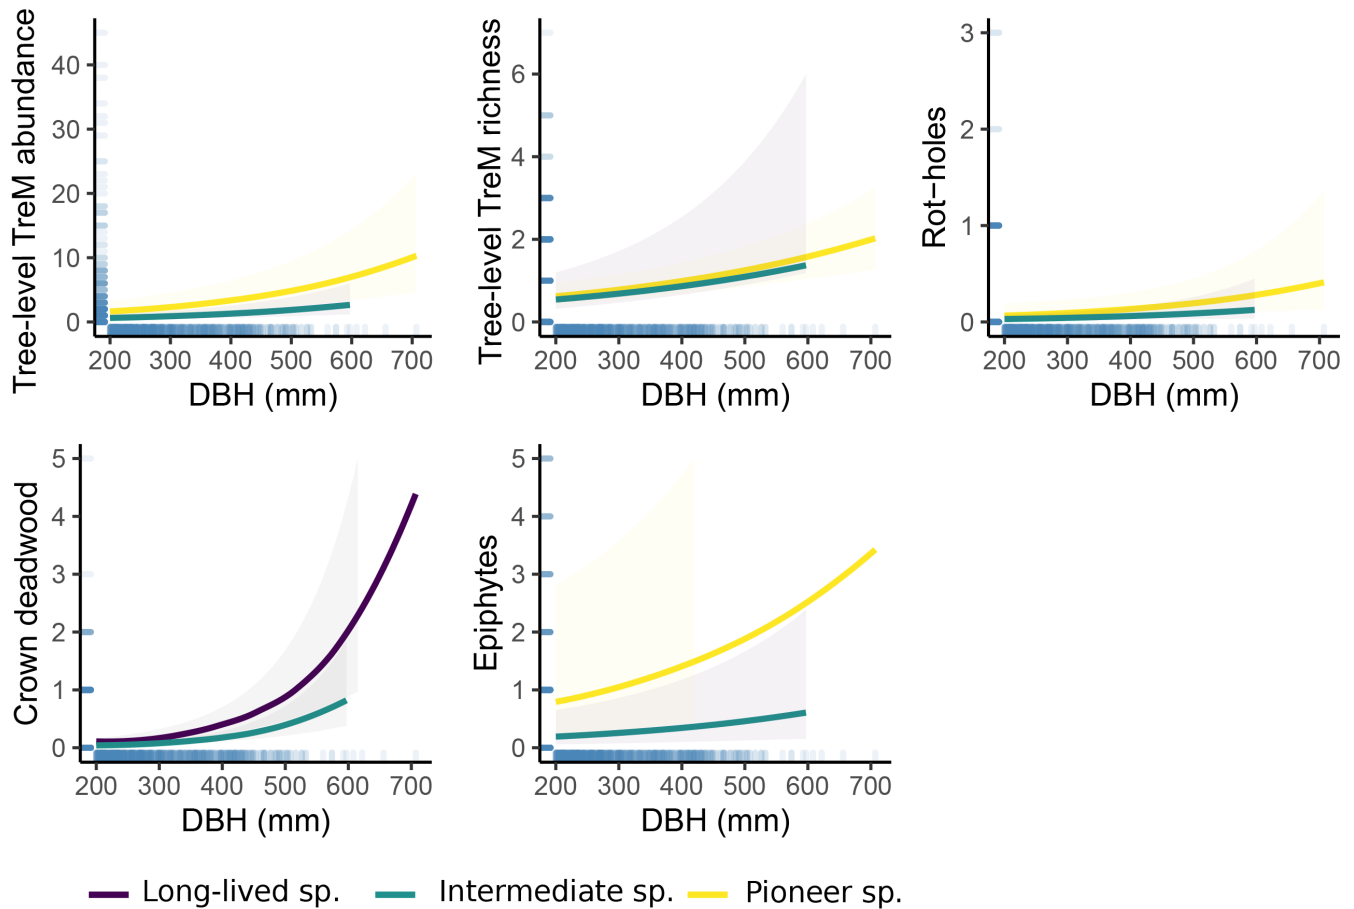 Tree-level TreM abundance
40
30
20
10
0
200 300 400 500 600 700
DBH (mm)
Tree-level TreM richness
6
4
2
0
200 300 400 500 600 700
DBH (mm)
Rot−holes
3
2
1
0
200 300 400 500 600 700
DBH (mm)
Crown deadwood
5
4
3
2
1
0
200 300 400 500 600 700
DBH (mm)
Epiphytes
5
4
3
2
1
0
200 300 400 500 600 700
DBH (mm)
Long-lived sp. Intermediate sp. Pioneer sp.